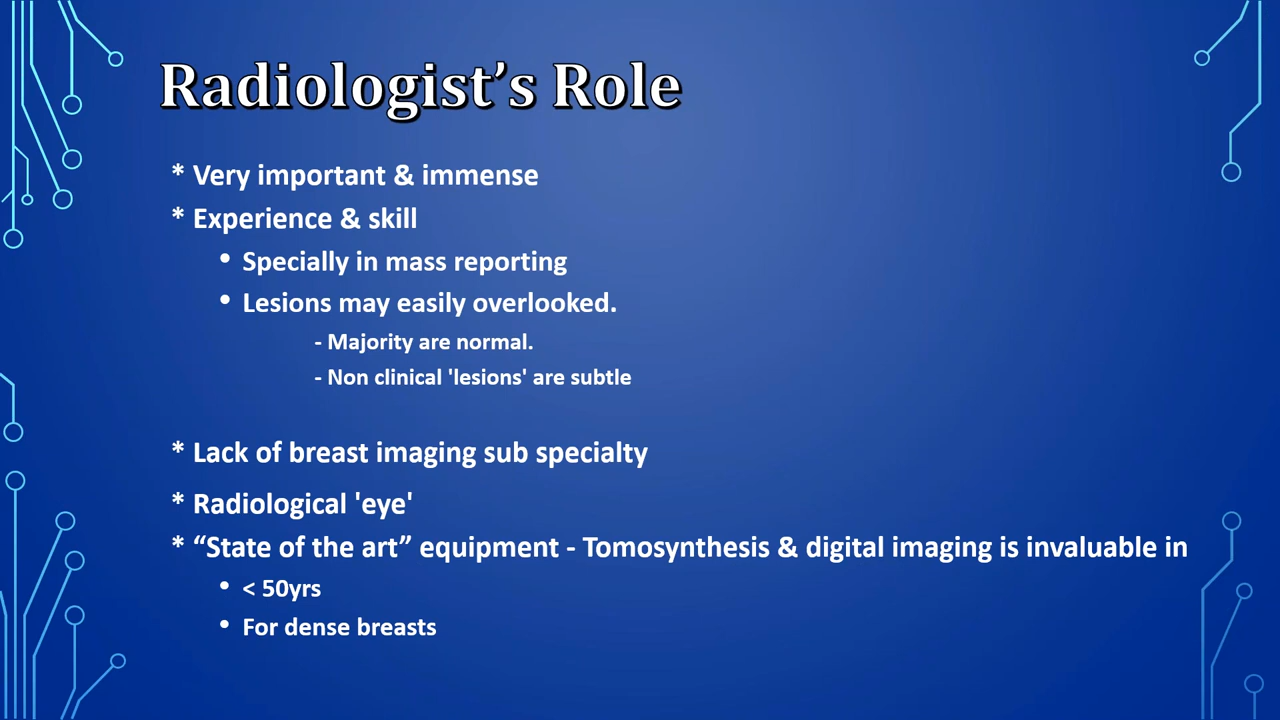 Radiologist’s Role
* Very important & immense
* Experience & skill
• Specially in mass reporting
• Lesions may easily overlooked.
- Majority are normal.
- Non clinical 'lesions' are subtle
* Lack of breast imaging sub specialty
* Radiological 'eye'
* “State of the art” equipment - Tomosynthesis & digital imaging is invaluable in
• < 50yrs
• For dense breasts